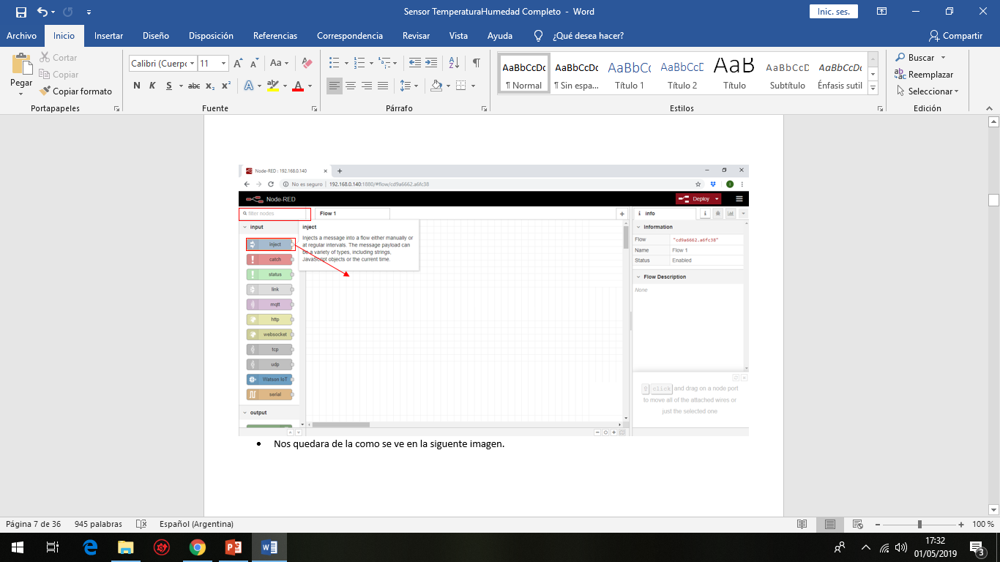 Sensor TemperaturaHumedad Completo - Word
Inic. ses.
Archivo Inicio Insertar Diseño Disposición Referencias Correspondencia Revisar Vista Ayuda ¿Qué desea hacer? Compartir
Pegar
Cortar
Copiar
Copiar formato
Portapapeles
Calibri (Cuerpo 11
N K S abc x₂ x²
Fuente
Párrafo
AaBbCcDc AaBbCcDc AaBbCc AaBbCcD AaB AaBbCcD AaBbCcDc
¶ Normal ¶ Sin espa... Título 1 Título 2 Título Subtítulo Énfasis sutil
Estilos
Buscar
Reemplazar
Seleccionar
Edición
Node-RED : 192.168.0.140
No es seguro | 192.168.0.140:1880/#flow/cd9a6662.a6fc38
Node-RED
Deploy
filter nodes
Flow 1
input
inject
catch
status
link
mqtt
http
websocket
tcp
udp
Watson IoT
serial
output
inject
Injects a message into a flow either manually or
at regular intervals. The message payload can
be a variety of types, including strings,
JavaScript objects or the current time.
info
Information
Flow "cd9a6662.a6fc38"
Name Flow 1
Status Enabled
Flow Description
None
click and drag on a node port
to move all of the attached wires or
just the selected one
• Nos quedara de la como se ve en la siguente imagen.
Página 7 de 36 945 palabras Español (Argentina) 100 %
17:32
01/05/2019
3